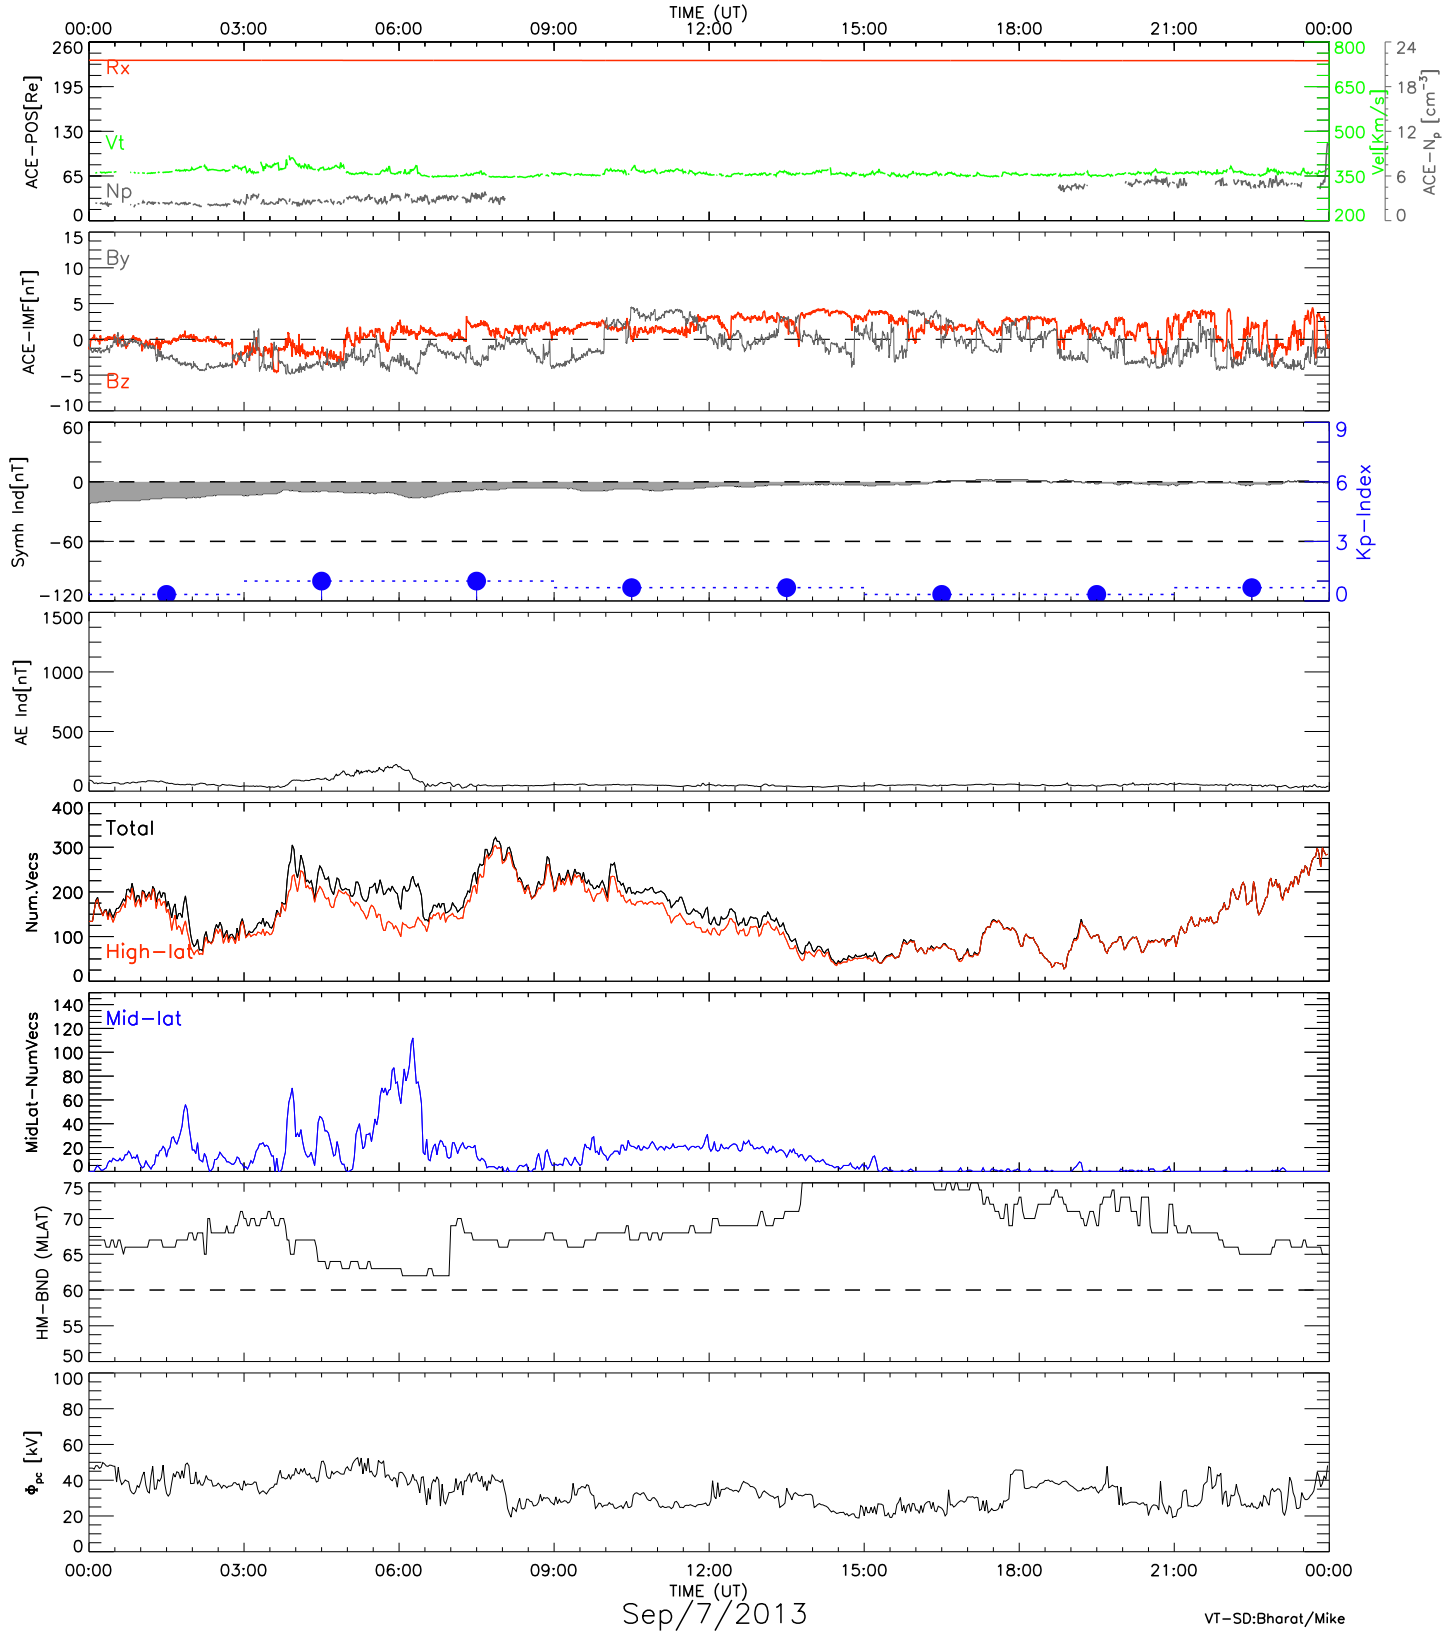 TIME (UT)
00:00 03:00 06:00 09:00 12:00 15:00 18:00 21:00 00:00
260 195 130 65 0
ACE-POS[Re]
Rx
Vt
Np
800 650 500 350 200
Vel[Km/s]
24 18 12 6 0
ACE-Np [cm-3]
15 10 5 0 -5 -10
ACE-IMF[nT]
By
Bz
60 0 -60 -120
Symh Ind[nT]
9 6 3 0
Kp-Index
1500 1000 500 0
AE Ind[nT]
400 300 200 100 0
Num.Vecs
Total
High-lat
140 120 100 80 60 40 20 0
MidLat-NumVecs
Mid-lat
75 70 65 60 55 50
HM-BND (MLAT)
100 80 60 40 20 0
Φpc [kV]
00:00 03:00 06:00 09:00 12:00 15:00 18:00 21:00 00:00
TIME (UT)
Sep/7/2013
VT-SD:Bharat/Mike